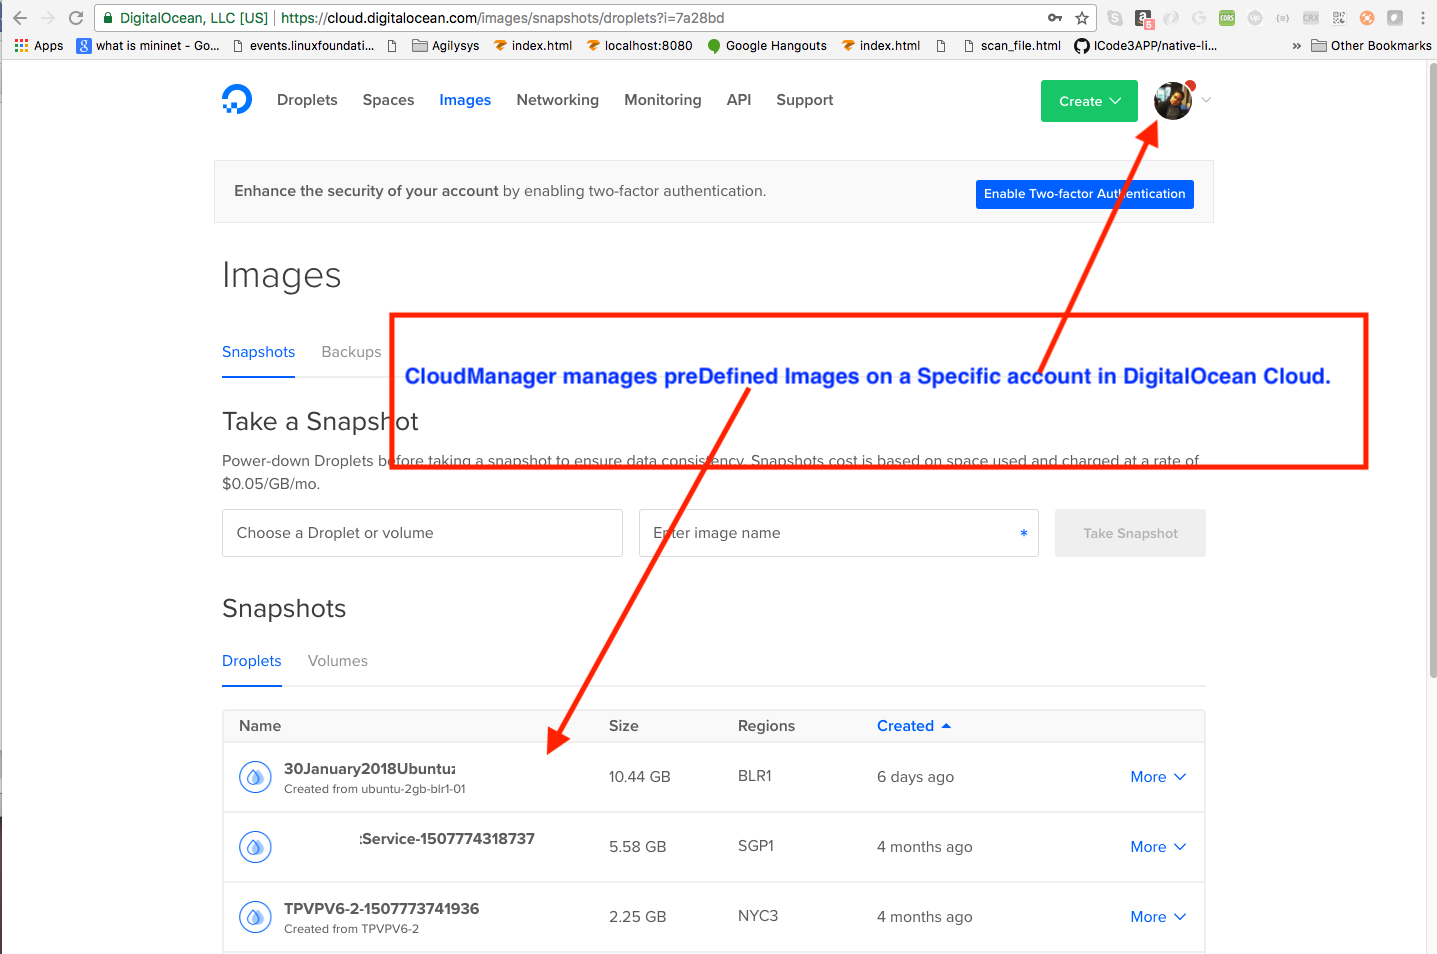 DigitalOcean, LLC [US] | https://cloud.digitalocean.com/images/snapshots/droplets?i=7a28bd
Apps what is mininet - Go... events.linuxfoundati... Agilysys index.html localhost:8080 Google Hangouts index.html scan_file.html ICode3APP/native-li... » Other Bookmarks
Droplets Spaces Images Networking Monitoring API Support Create
Enhance the security of your account by enabling two-factor authentication. Enable Two-factor Authentication
Images
Snapshots Backups
CloudManager manages preDefined Images on a Specific account in DigitalOcean Cloud.
Take a Snapshot
Power-down Droplets before taking a snapshot to ensure data consistency. Snapshots cost is based on space used and charged at a rate of
$0.05/GB/mo.
Choose a Droplet or volume Enter image name * Take Snapshot
Snapshots
Droplets Volumes
Name Size Regions Created
30January2018Ubuntu 10.44 GB BLR1 6 days ago More
Created from ubuntu-2gb-blr1-01
Service-1507774318737 5.58 GB SGP1 4 months ago More
TPVPV6-2-1507773741936 2.25 GB NYC3 4 months ago More
Created from TPVPV6-2